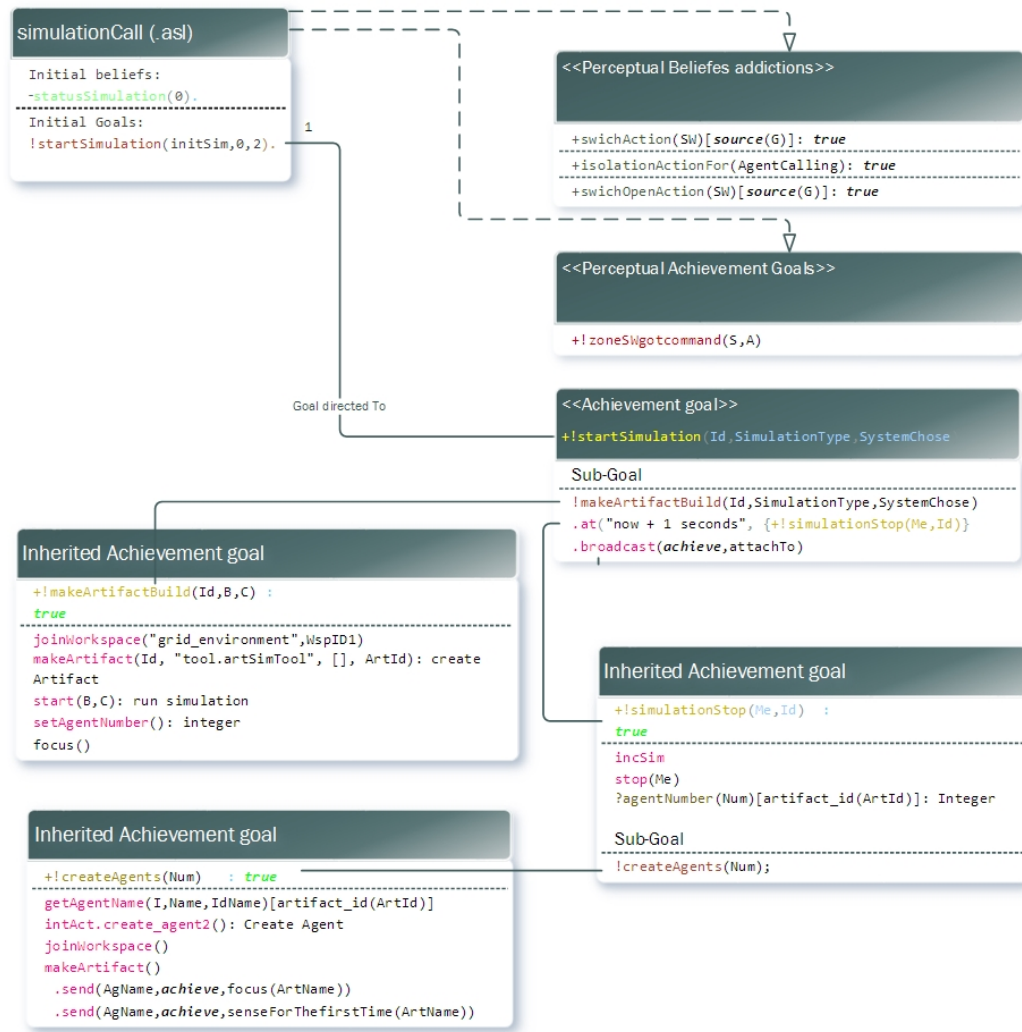 simulationCall (.asl)
Initial beliefs:
-statusSimulation(0).
Initial Goals:
!startSimulation(initSim,0,2).
1
<<Perceptual Beliefes addictions>>
+swichAction(SW)[source(G)]: true
+isolationActionFor(AgentCalling): true
+swichOpenAction(SW)[source(G)]: true
<<Perceptual Achievement Goals>>
+!zoneSWgotcommand(S,A)
Goal directed To
<<Achievement goal>>
+!startSimulation(Id,SimulationType,SystemChose
Sub-Goal
!makeArtifactBuild(Id,SimulationType,SystemChose)
.at("now + 1 seconds", {+!simulationStop(Me,Id)}
.broadcast(achieve,attachTo)
Inherited Achievement goal
+!makeArtifactBuild(Id,B,C) :
true
joinWorkspace("grid_environment",WspID1)
makeArtifact(Id, "tool.artSimTool", [], ArtId): create
Artifact
start(B,C): run simulation
setAgentNumber(): integer
focus()
Inherited Achievement goal
+!simulationStop(Me,Id) :
true
incSim
stop(Me)
?agentNumber(Num)[artifact_id(ArtId)]: Integer
Sub-Goal
!createAgents(Num);
Inherited Achievement goal
+!createAgents(Num) : true
getAgentName(I,Name,IdName)[artifact_id(ArtId)]
intAct.create_agent2(): Create Agent
joinWorkspace()
makeArtifact()
.send(AgName,achieve,focus(ArtName))
.send(AgName,achieve,senseForThefirstTime(ArtName))